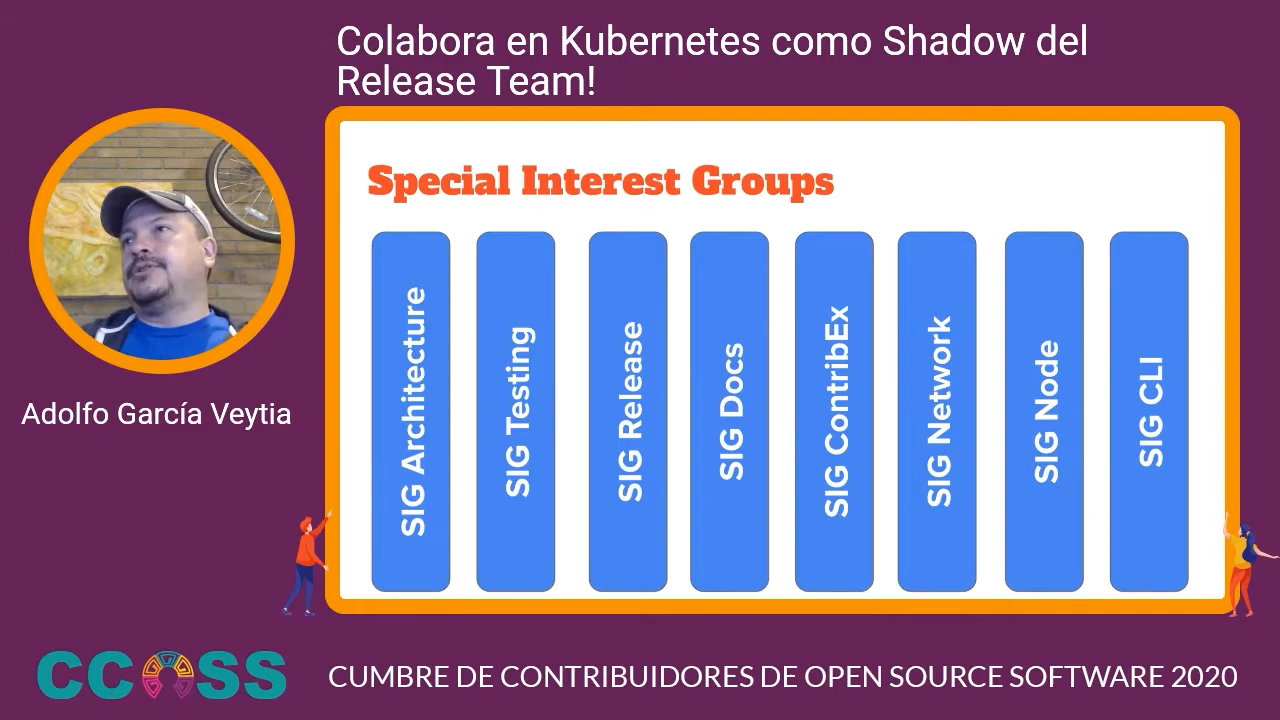 Colabora en Kubernetes como Shadow del
Release Team!
Special Interest Groups
SIG Architecture
SIG Testing
SIG Release
SIG Docs
SIG ContribEx
SIG Network
SIG Node
SIG CLI
Adolfo García Veytia
CCOSS
CUMBRE DE CONTRIBUIDORES DE OPEN SOURCE SOFTWARE 2020